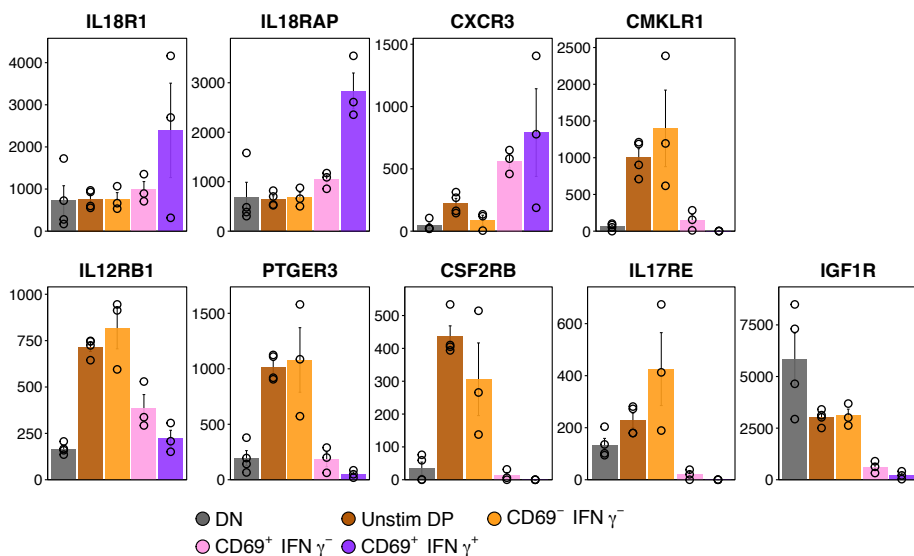 IL18R1 IL18RAP CXCR3 CMKLR1
4000 3000 2000 1000 0
3000 2000 1000 0
1500 1000 500 0
2500 2000 1500 1000 500 0
IL12RB1 PTGER3 CSF2RB IL17RE IGF1R
1000 750 500 250 0
1500 1000 500 0
500 400 300 200 100 0
600 400 200 0
7500 5000 2500 0
DN Unstim DP CD69⁻ IFN γ⁻
CD69⁺ IFN γ⁻ CD69⁺ IFN γ⁺